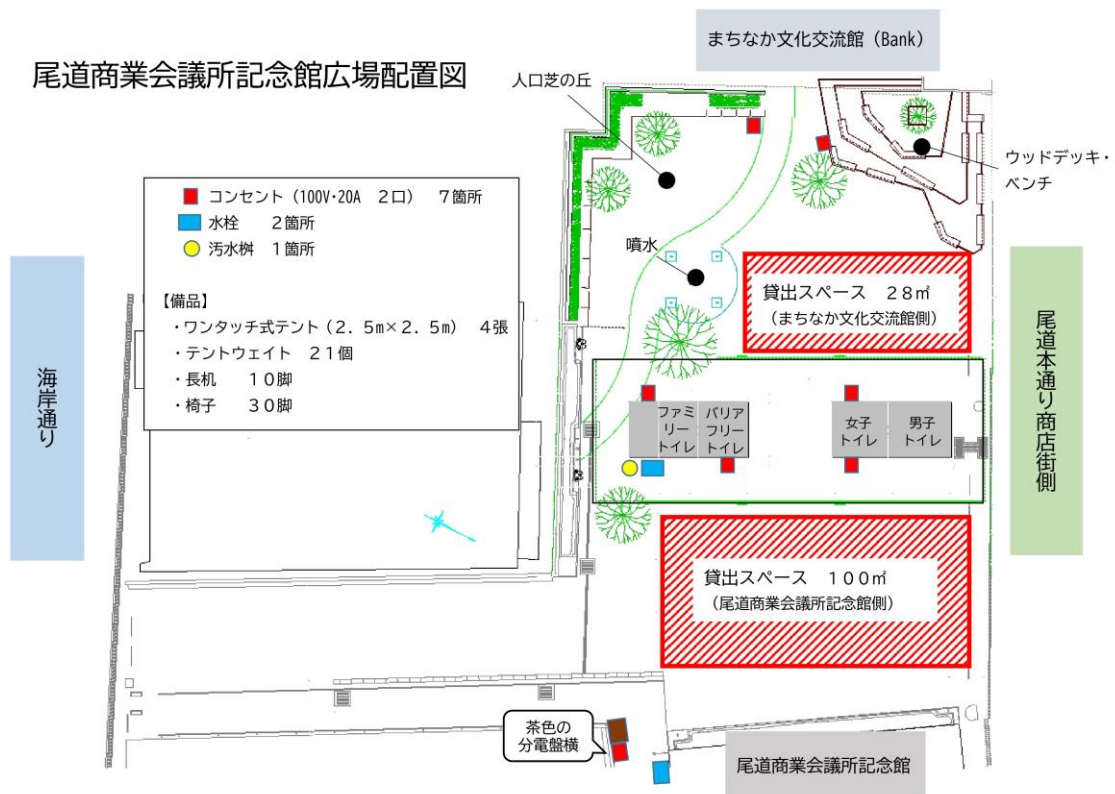 尾道商業会議所記念館広場配置図
まちなか文化交流館（Bank）
人口芝の丘
ウッドデッキ・
ベンチ
コンセント（100V・20A　2口）　7箇所
水栓　2箇所
汚水桝　1箇所
【備品】
・ワンタッチ式テント（２．５ｍ×２．５ｍ）　４張
・テントウェイト　２１個
・長机　　１０脚
・椅子　　３０脚
噴水
貸出スペース　２８㎡
（まちなか文化交流館側）
海岸通り
尾道本通り商店街側
ファミ
リー
トイレ
バリア
フリー
トイレ
女子
トイレ
男子
トイレ
貸出スペース　１００㎡
（尾道商業会議所記念館側）
茶色の
分電盤横
尾道商業会議所記念館